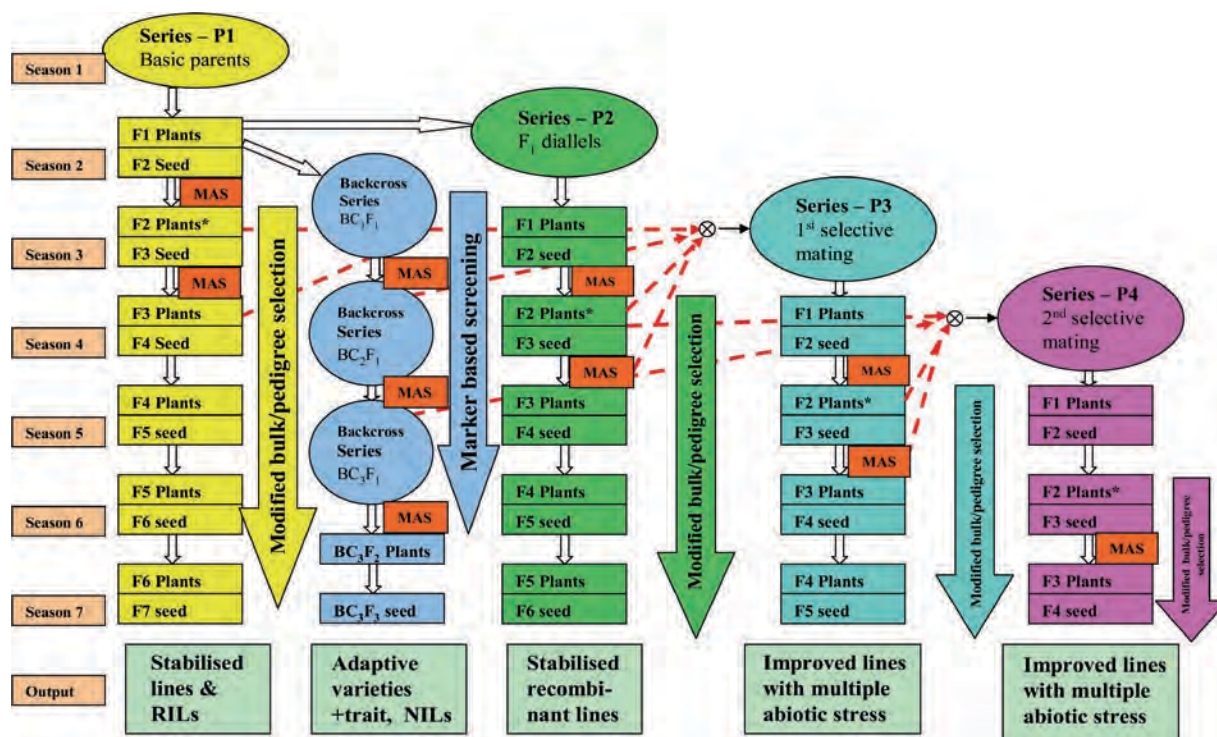 Season 1
Season 2
Season 3
Season 4
Season 5
Season 6
Season 7
Output
Series – P1
Basic parents
F1 Plants
F2 Seed
MAS
F2 Plants*
F3 Seed
MAS
F3 Plants
F4 Seed
F4 Plants
F5 seed
F5 Plants
F6 seed
F6 Plants
F7 seed
Stabilised
lines &
RILs
Modified bulk/pedigree selection
Backcross
Series
BC₁F₁
MAS
Backcross
Series
BC₂F₁
MAS
Backcross
Series
BC₃F₁
MAS
BC₃F₂ Plants
BC₃F₃ seed
Adaptive
varieties
+trait, NILs
Marker based screening
Series – P2
F₁ diallels
F1 Plants
F2 seed
MAS
F2 Plants*
F3 seed
MAS
F3 Plants
F4 seed
F4 Plants
F5 seed
F5 Plants
F6 seed
Stabilised
recombi-
nant lines
Modified bulk/pedigree selection
Series – P3
1st selective
mating
F1 Plants
F2 seed
MAS
F2 Plants*
F3 seed
MAS
F3 Plants
F4 seed
F4 Plants
F5 seed
Improved lines
with multiple
abiotic stress
Modified bulk/pedigree selection
Series – P4
2nd selective
mating
F1 Plants
F2 seed
F2 Plants*
F3 seed
MAS
F3 Plants
F4 seed
Improved lines
with multiple
abiotic stress
Modified bulk/pedigree
selection